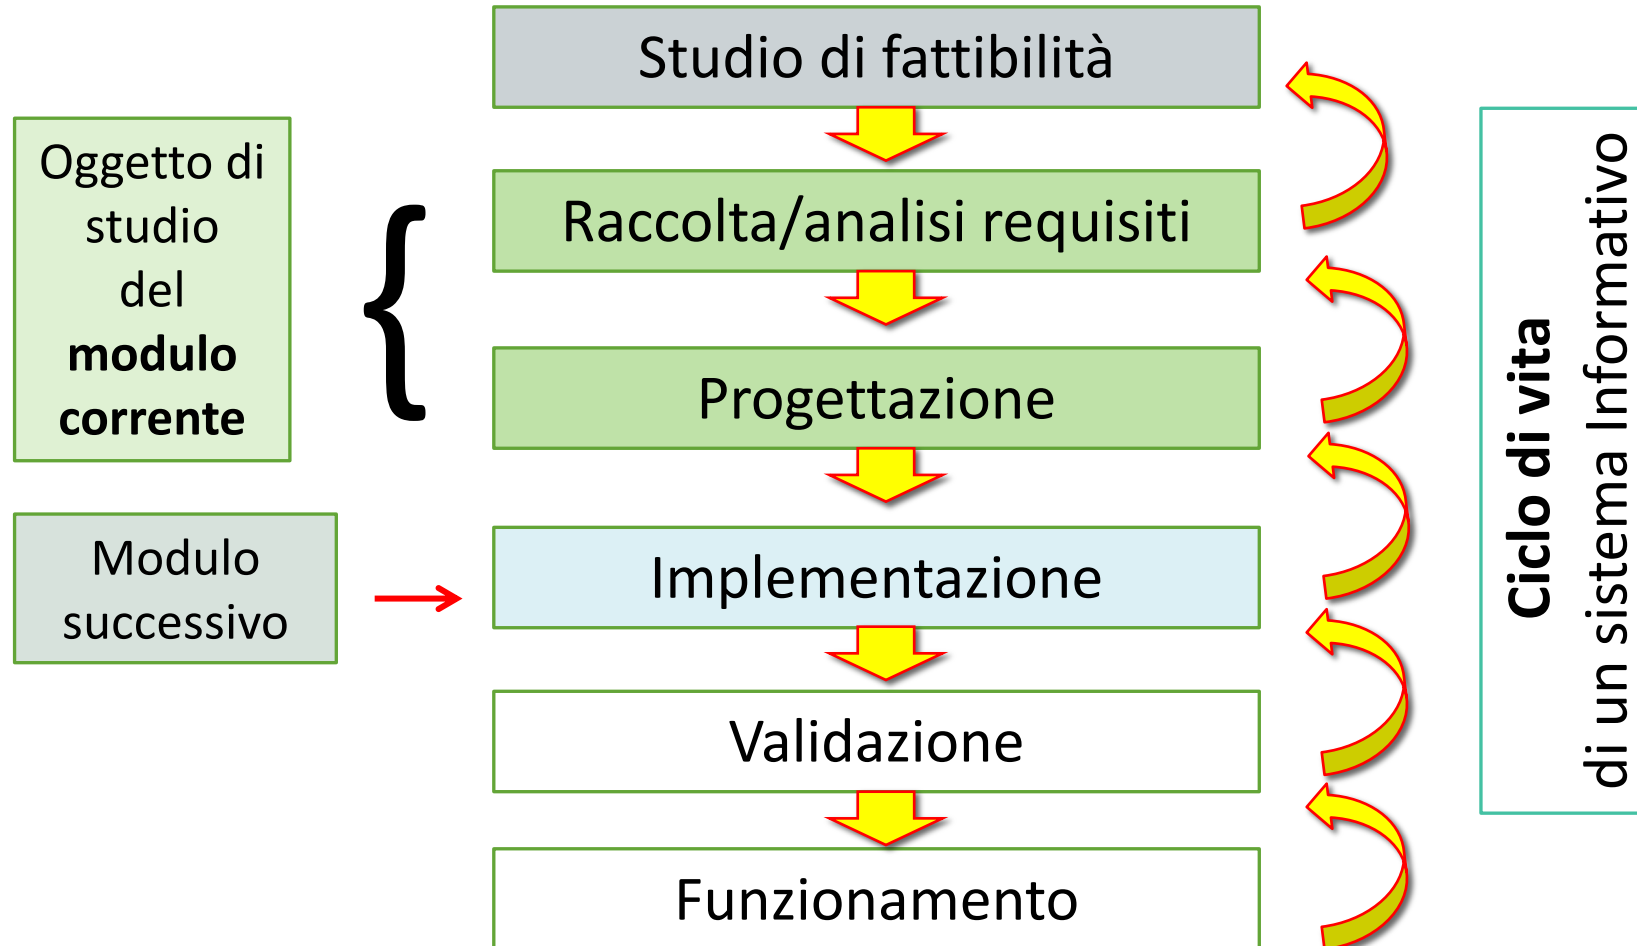 Studio di fattibilità
Oggetto di
studio
del
modulo
corrente
{
Raccolta/analisi requisiti
Progettazione
Modulo
successivo
Implementazione
Validazione
Funzionamento
Ciclo di vita
di un sistema Informativo